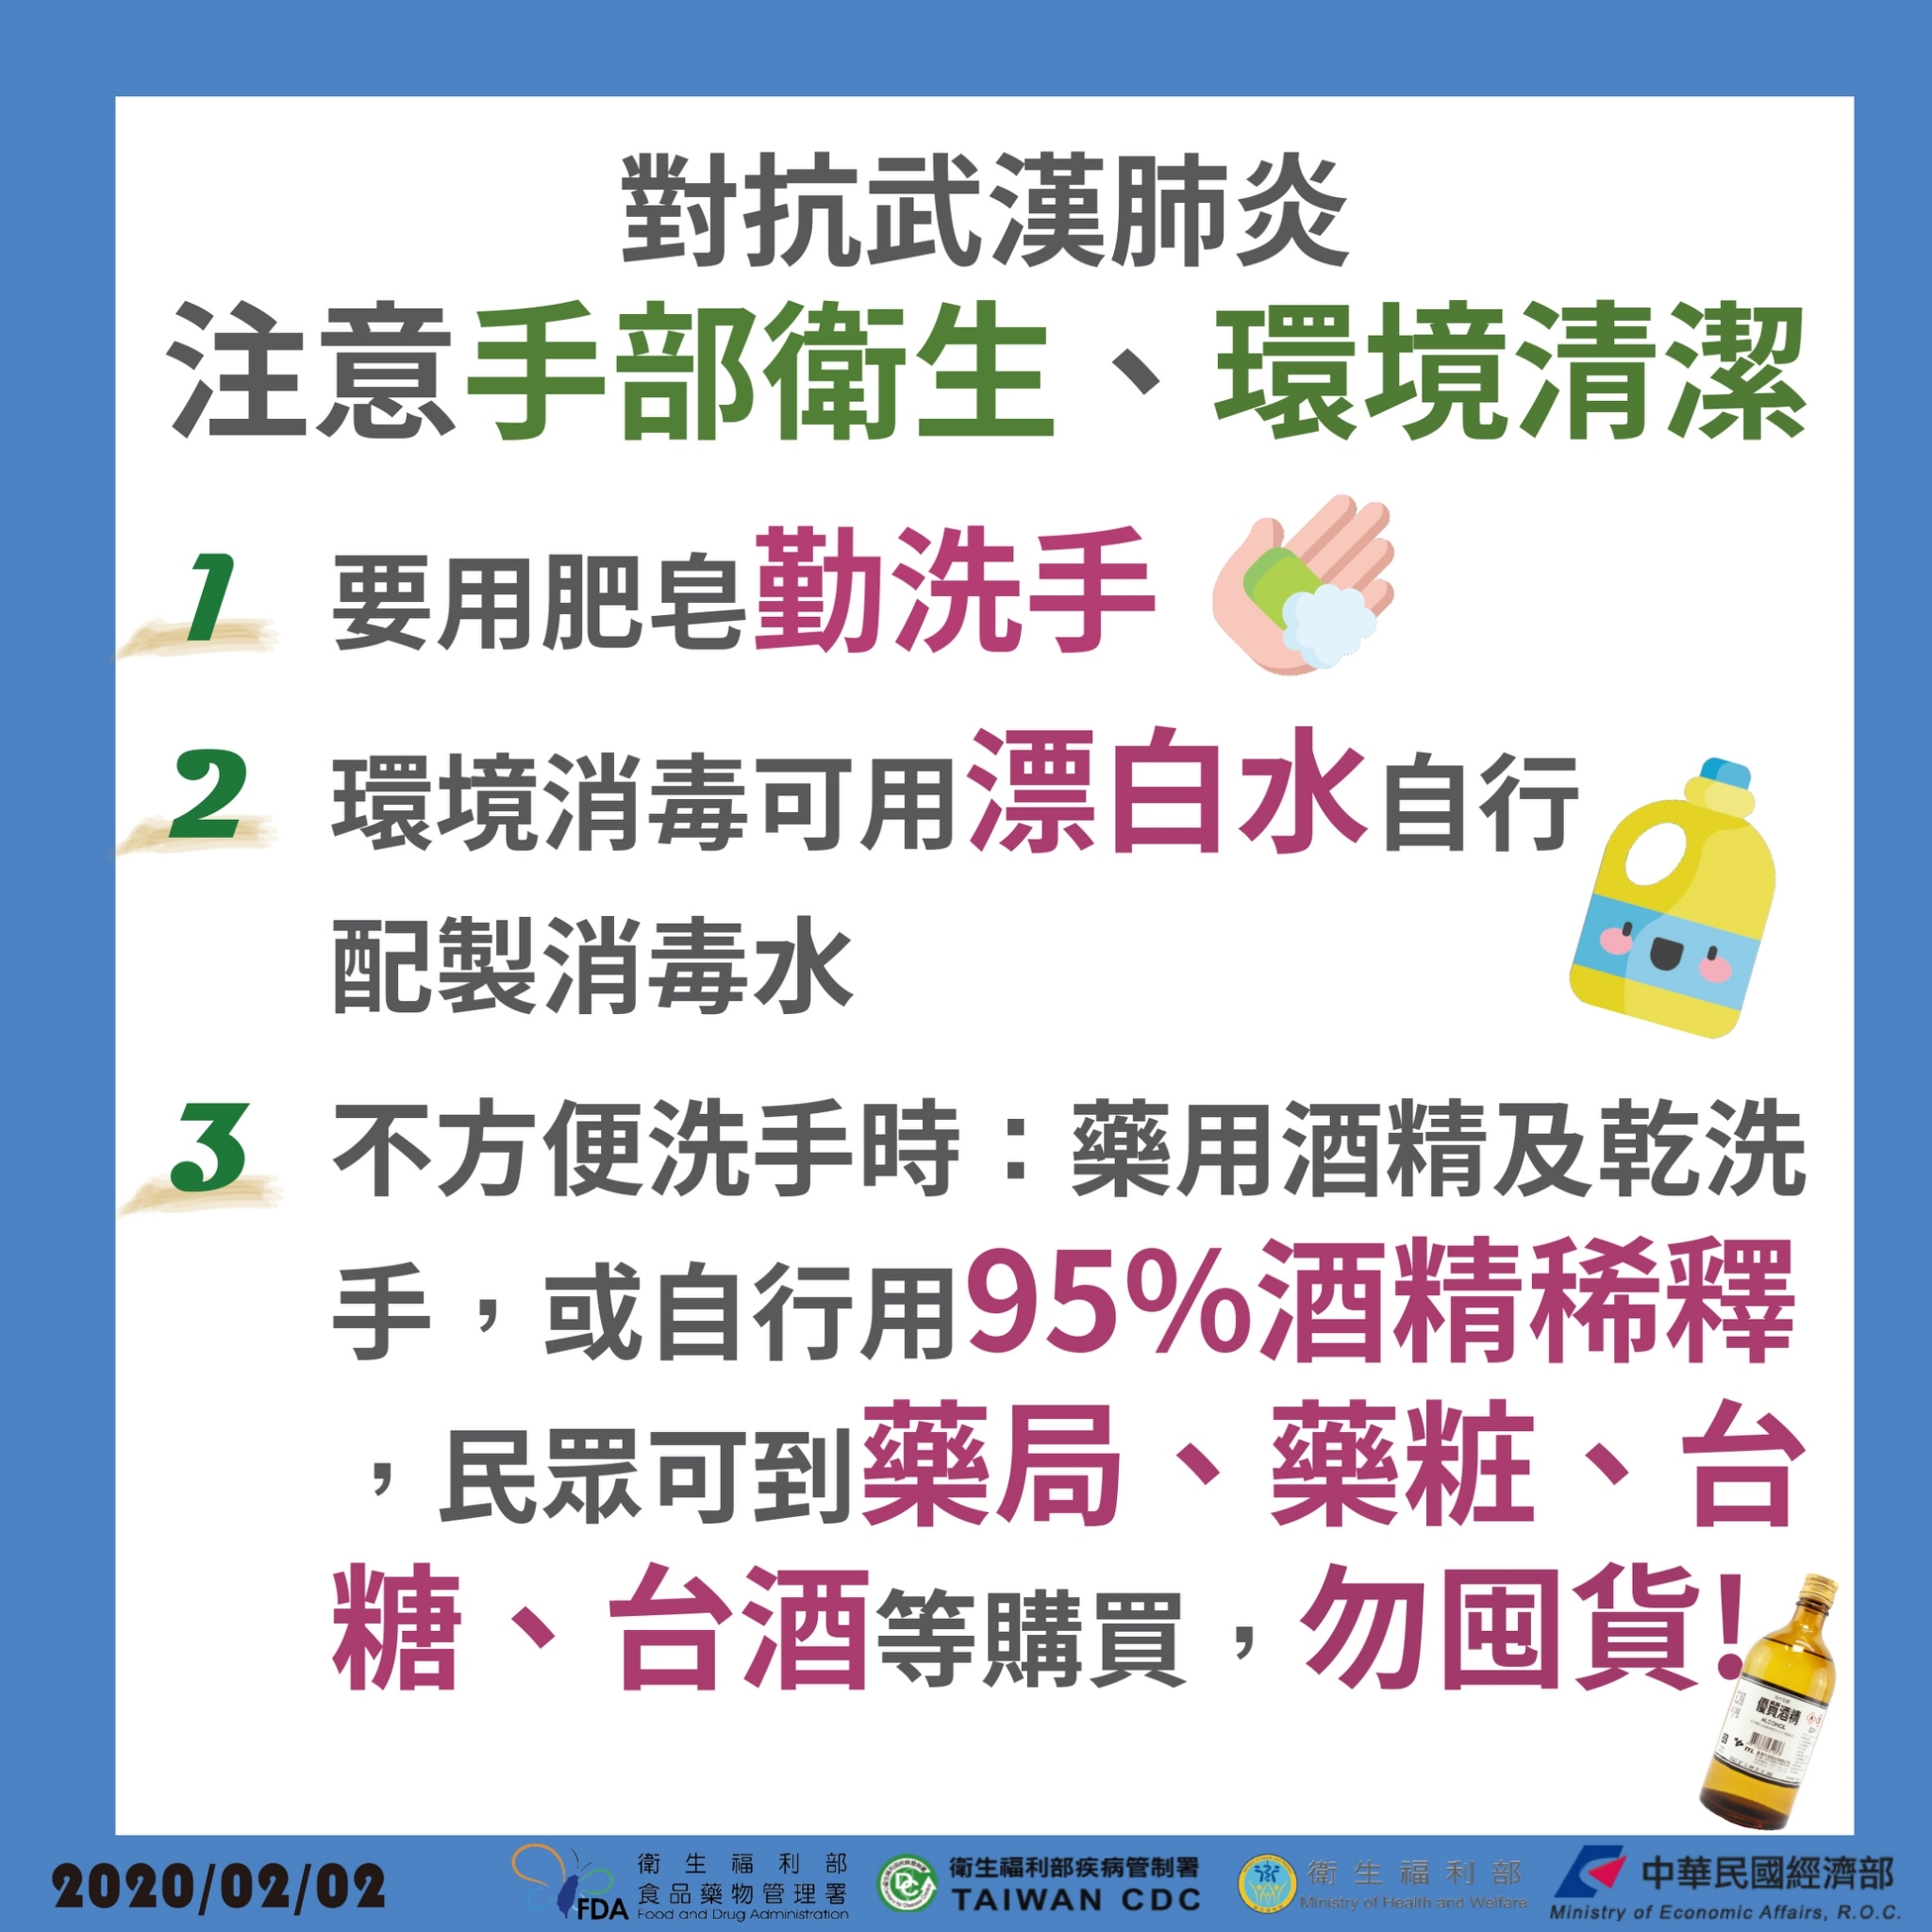 對抗武漢肺炎
注意手部衛生、環境清潔
1 要用肥皂勤洗手
2 環境消毒可用漂白水自行
配製消毒水
3 不方便洗手時：藥用酒精及乾洗
手，或自行用95%酒精稀釋
，民眾可到藥局、藥粧、台
糖、台酒等購買，勿囤貨!
優質酒精
ALCOHOL
2020/02/02
FDA
衛生福利部
食品藥物管理署
Food and Drug Administration
衛生福利部疾病管制署
TAIWAN CDC
衛生福利部
Ministry of Health and Welfare
中華民國經濟部
Ministry of Economic Affairs, R.O.C.